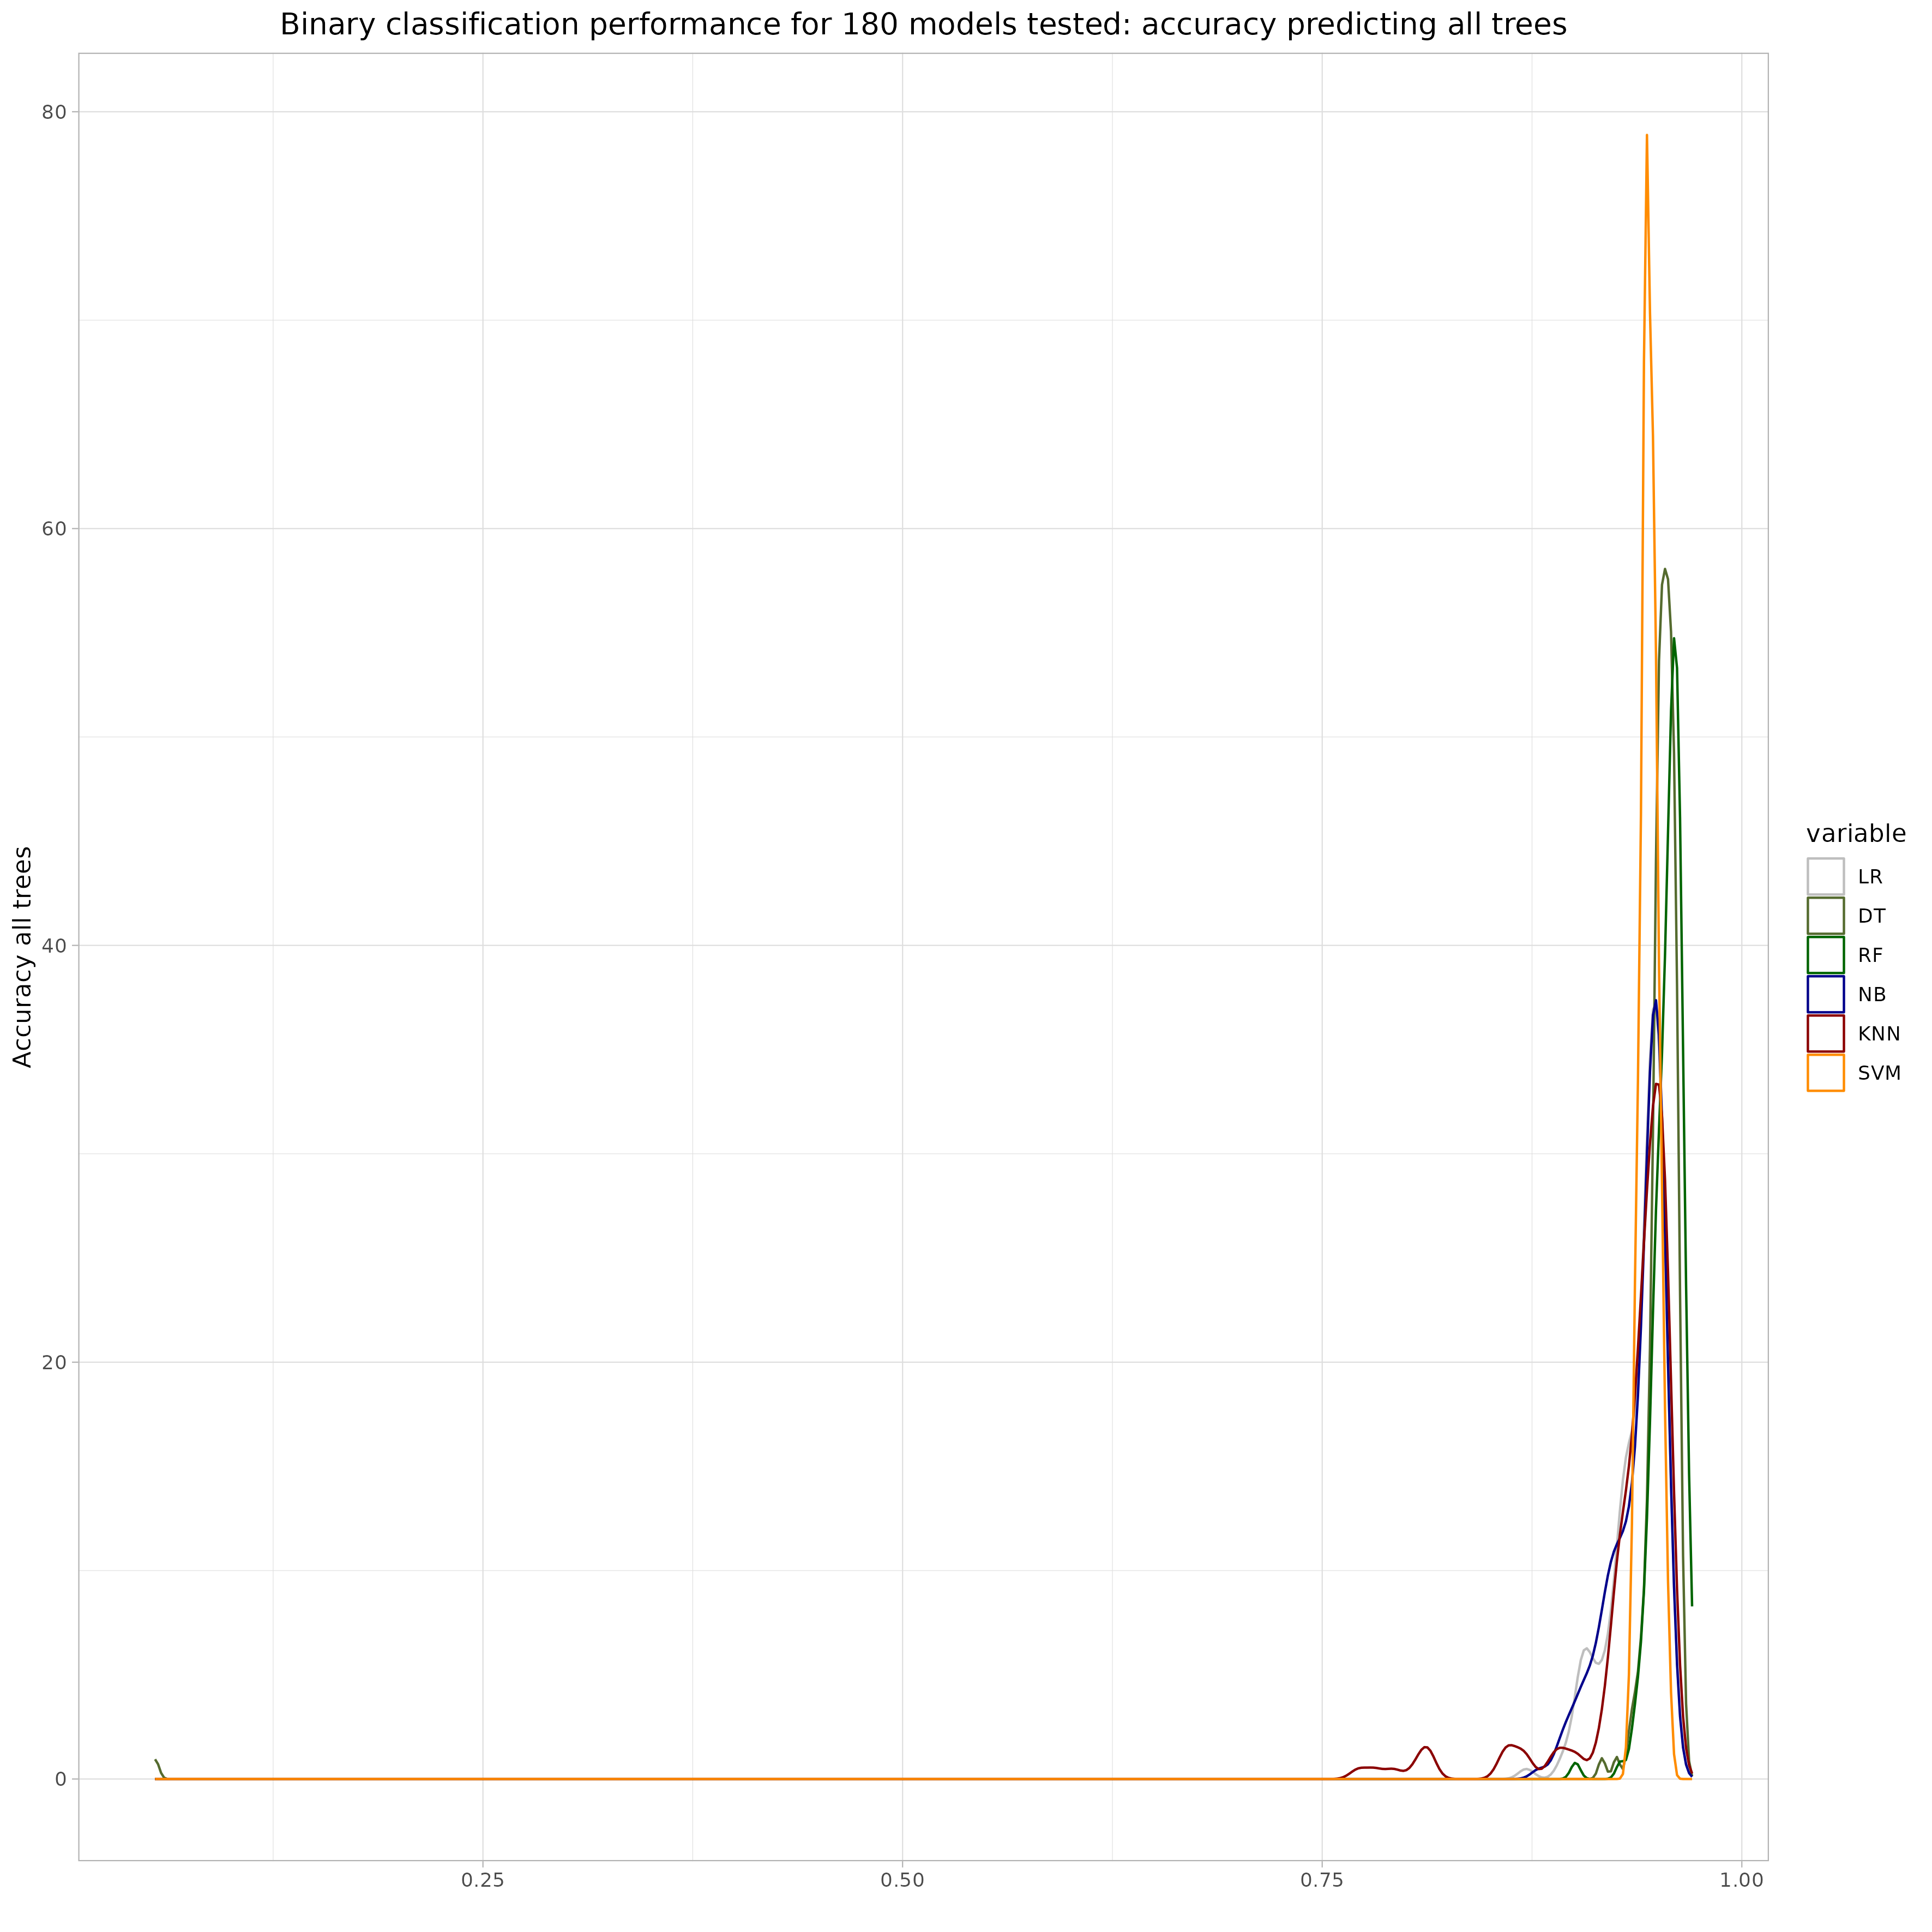 Binary classification performance for 180 models tested: accuracy predicting all trees
80
60
40
20
0
Accuracy all trees
0.25
0.50
0.75
1.00
variable
LR
DT
RF
NB
KNN
SVM